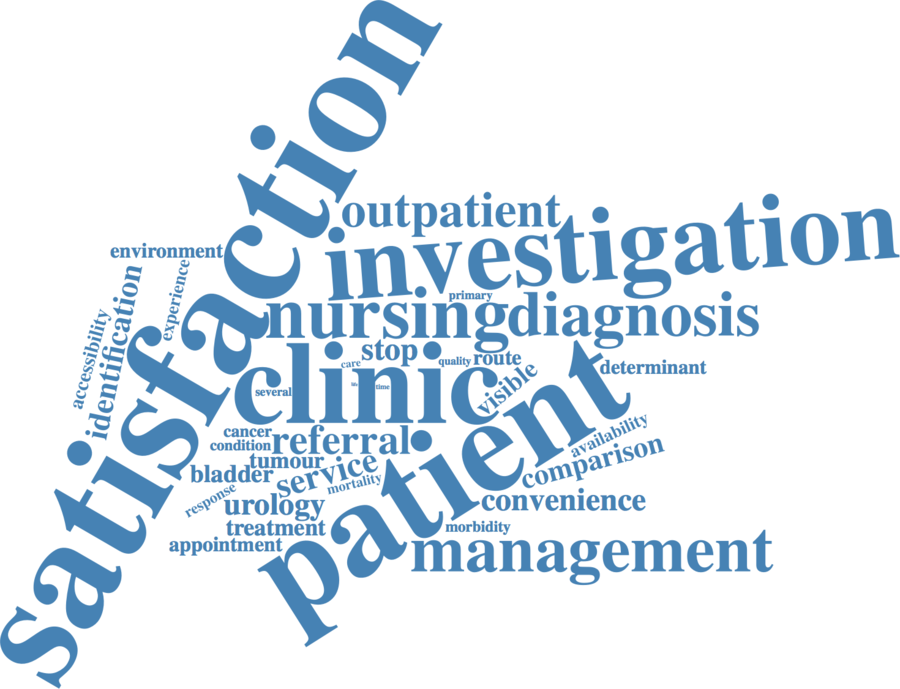 satisfaction
outpatient
investigation
environment
experience
accessibility
identification
primary
nursing
diagnosis
stop
care
quality
route
determinant
clinic
several
time
visible
patient
cancer
condition
referral
availability
comparison
tumour
bladder
service
mortality
response
urology
convenience
treatment
morbidity
appointment
management